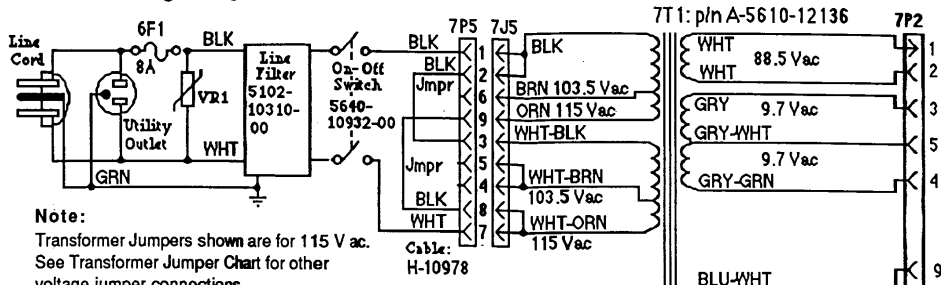 7T1: p/n A-5610-12136
7P5
7J5
7P2
Line
Cord
6F1
8A
BLK
VR1
Utility
Outlet
GRN
WHT
Line
Filter
5102-
10310-
00
On-Off
Switch
5640-
10932-00
BLK
BLK
Jmpr
Jmpr
BLK
WHT
1
2
6
9
3
5
4
8
7
Cable:
H-10978
BLK
BRN 103.5 Vac
ORN 115 Vac
WHT-BLK
WHT-BRN
103.5 Vac
WHT-ORN
115 Vac
WHT
88.5 Vac
WHT
GRY
9.7 Vac
GRY-WHT
9.7 Vac
GRY-GRN
BLU-WHT
1
2
3
5
4
9
Note:
Transformer Jumpers shown are for 115 V ac.
See Transformer Jumper Chart for other
voltage jumper connections